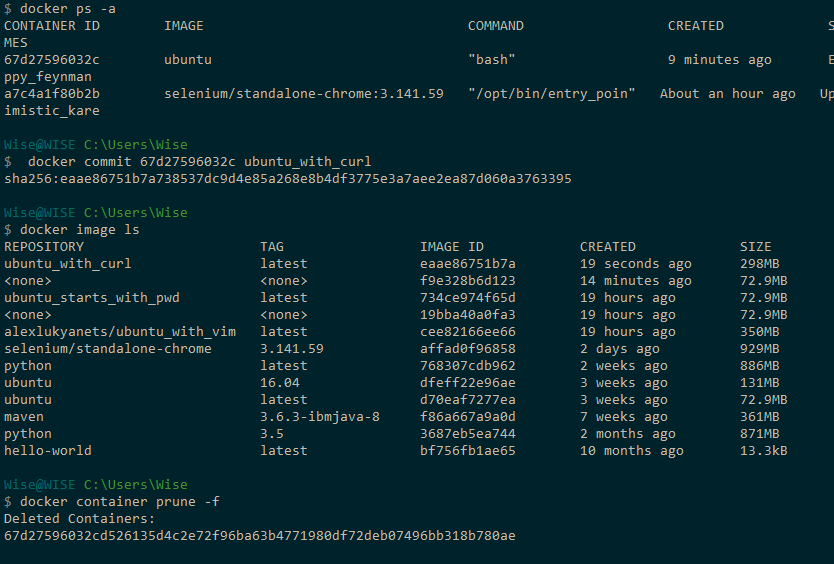 $ docker ps -a
CONTAINER ID        IMAGE                               COMMAND                  CREATED             S
MES
67d27596032c        ubuntu                              "bash"                   9 minutes ago       E
ppy_feynman
a7c4a1f80b2b        selenium/standalone-chrome:3.141.59   "/opt/bin/entry_poin"   About an hour ago   Up
imistic_kare
Wise@WISE C:\Users\Wise
$  docker commit 67d27596032c ubuntu_with_curl
sha256:eaae86751b7a738537dc9d4e85a268e8b4df3775e3a7aee2ea87d060a3763395
Wise@WISE C:\Users\Wise
$ docker image ls
REPOSITORY                      TAG                 IMAGE ID            CREATED             SIZE
ubuntu_with_curl                latest              eaae86751b7a        19 seconds ago      298MB
<none>                          <none>              f9e328b6d123        14 minutes ago      72.9MB
ubuntu_starts_with_pwd          latest              734ce974f65d        19 hours ago        72.9MB
<none>                          <none>              19bba40a0fa3        19 hours ago        72.9MB
alexlukyanets/ubuntu_with_vim   latest              cee82166ee66        19 hours ago        350MB
selenium/standalone-chrome      3.141.59            affad0f96858        2 days ago          929MB
python                          latest              768307cdb962        2 weeks ago         886MB
ubuntu                          16.04               dfeff22e96ae        3 weeks ago         131MB
ubuntu                          latest              d70eaf7277ea        3 weeks ago         72.9MB
maven                           3.6.3-ibmjava-8     f86a667a9a0d        7 weeks ago         361MB
python                          3.5                 3687eb5ea744        2 months ago        871MB
hello-world                     latest              bf756fb1ae65        10 months ago       13.3kB
Wise@WISE C:\Users\Wise
$ docker container prune -f
Deleted Containers:
67d27596032cd526135d4c2e72f96ba63b4771980df72deb07496bb318b780ae